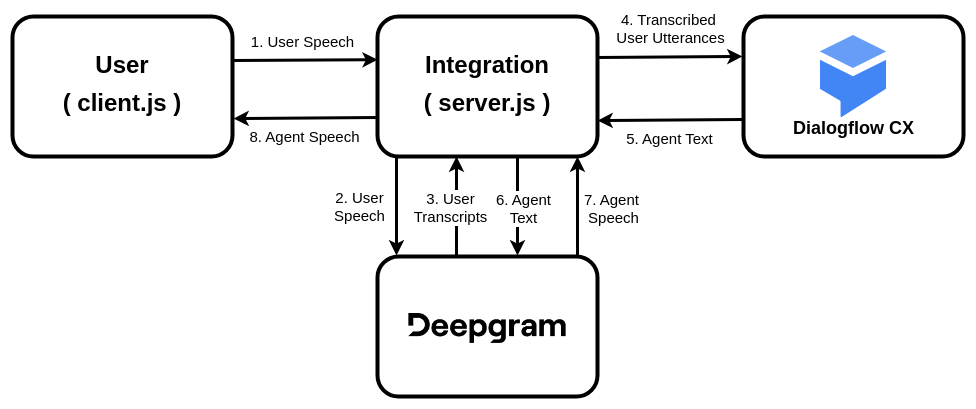 User
( client.js )
1. User Speech
8. Agent Speech
Integration
( server.js )
4. Transcribed
User Utterances
5. Agent Text
Dialogflow CX
2. User
Speech
3. User
Transcripts
6. Agent
Text
7. Agent
Speech
Deepgram